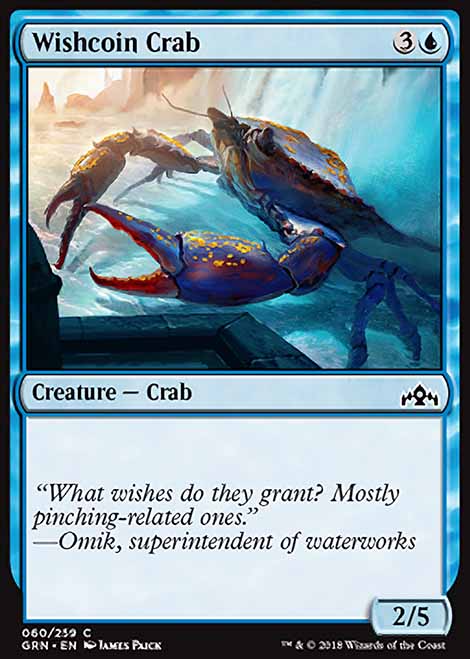 Wishcoin Crab 3
Creature — Crab
“What wishes do they grant? Mostly
pinching-related ones.”
—Omik, superintendent of waterworks
2/5
060/259 C
GRN • EN James Paick
™ & © 2018 Wizards of the Coast